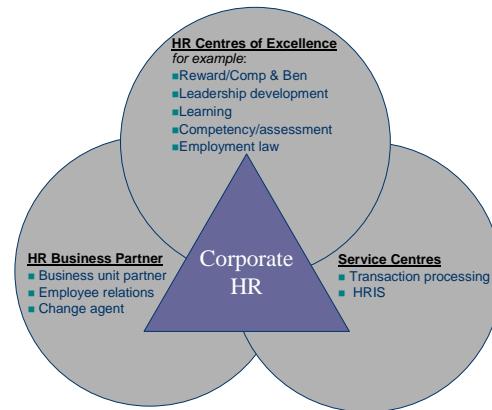 HR Centres of Excellence
for example:
▪Reward/Comp & Ben
▪Leadership development
▪Learning
▪Competency/assessment
▪Employment law
HR Business Partner
▪ Business unit partner
▪ Employee relations
▪ Change agent
Corporate
HR
Service Centres
▪ Transaction processing
▪ HRIS